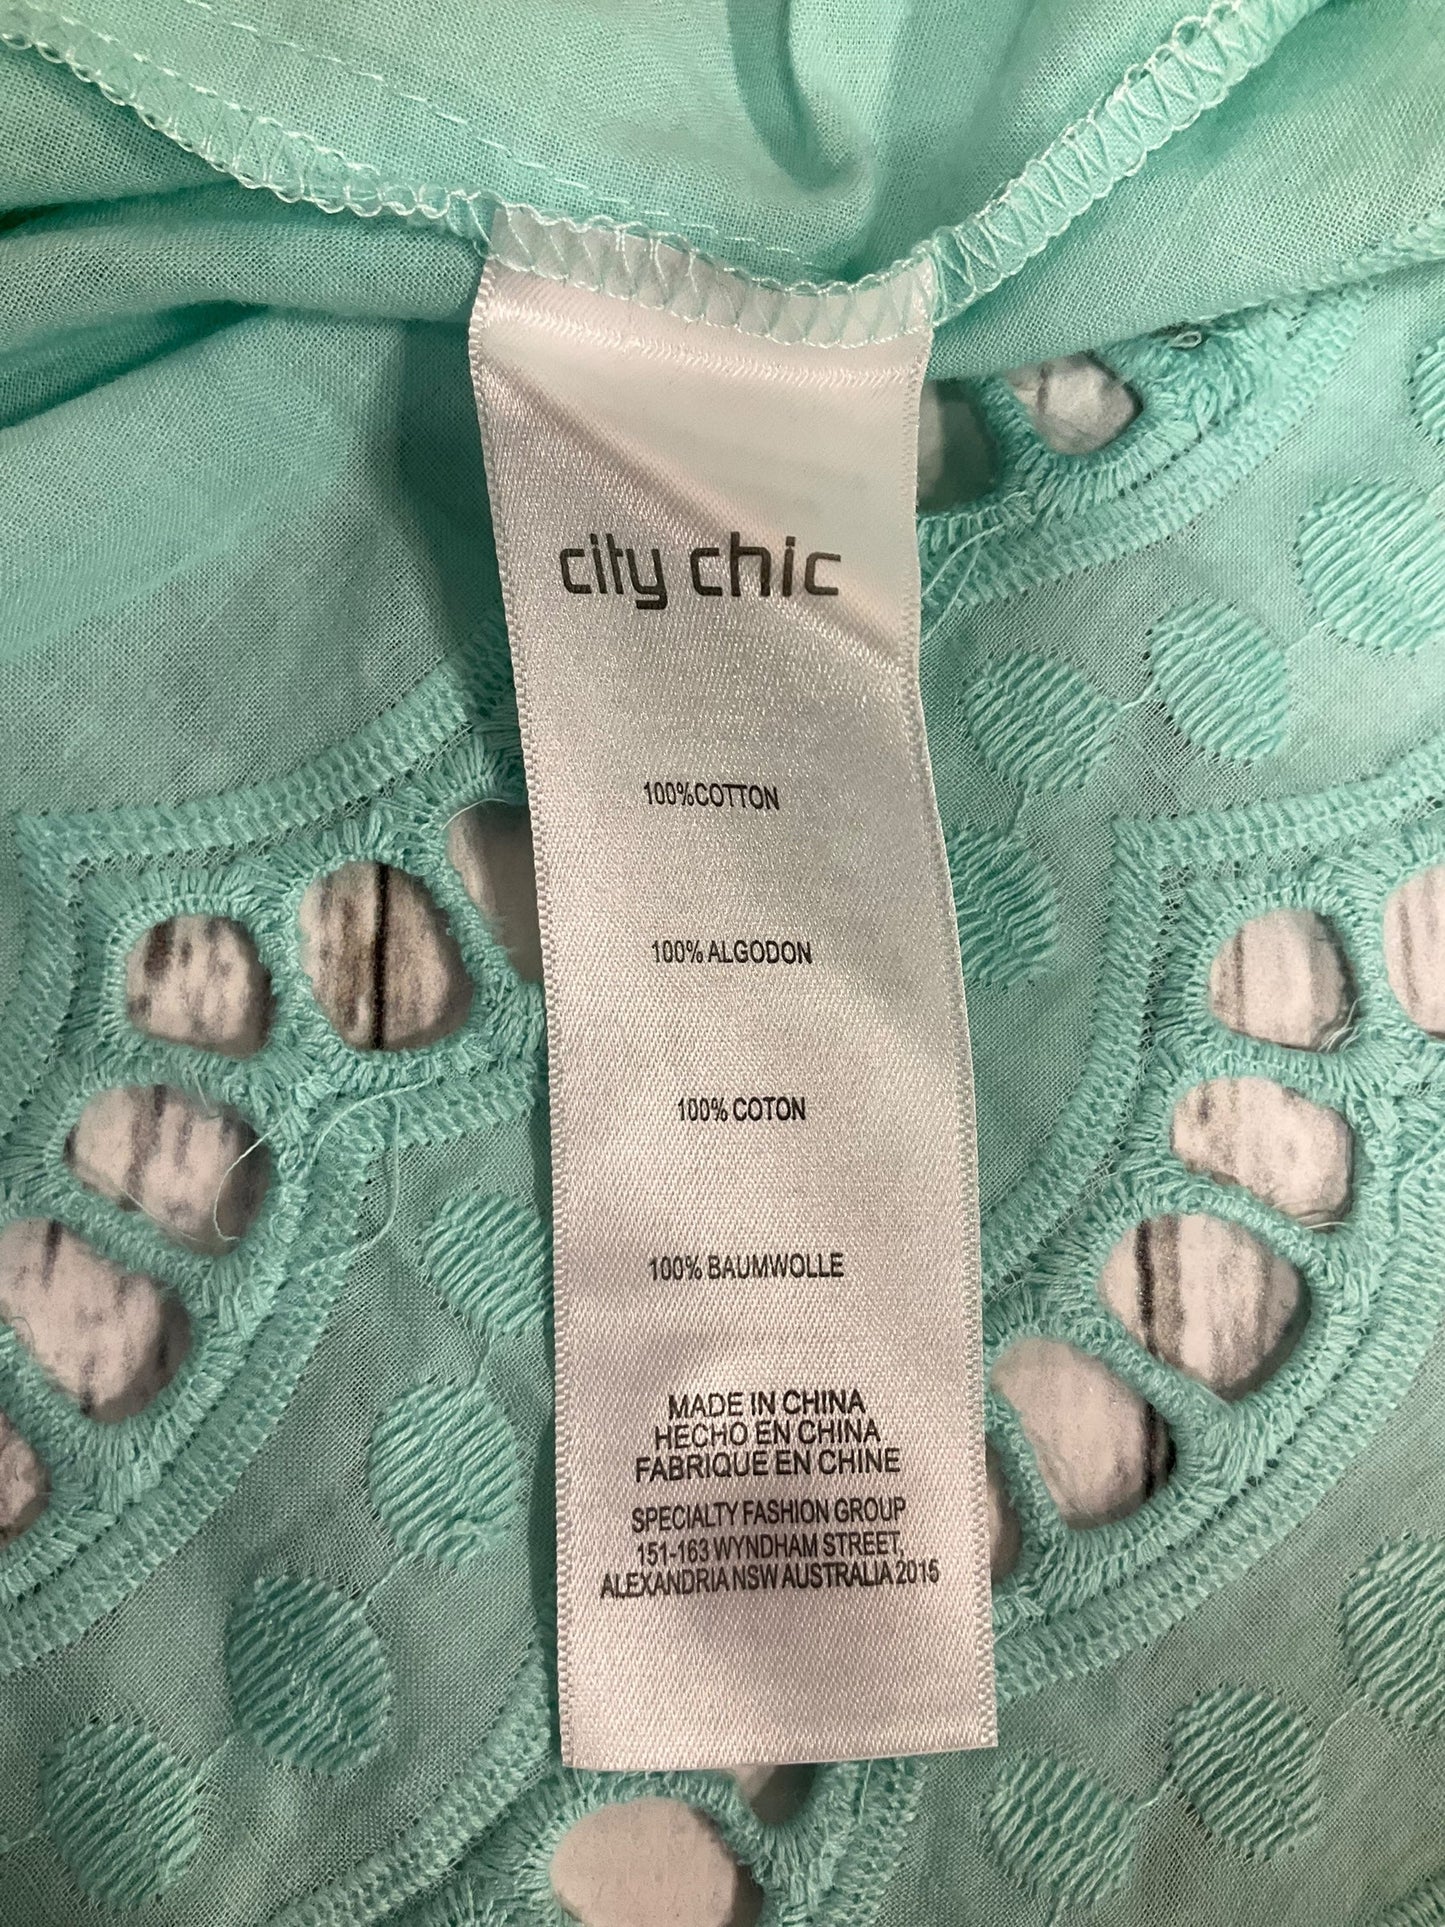 city chic
100%COTTON
100% ALGODON
100% COTON
100% BAUMWOLLE
MADE IN CHINA
HECHO EN CHINA
FABRIQUE EN CHINE
SPECIALTY FASHION GROUP
151-163 WYNDHAM STREET,
ALEXANDRIA NSW AUSTRALIA 2015